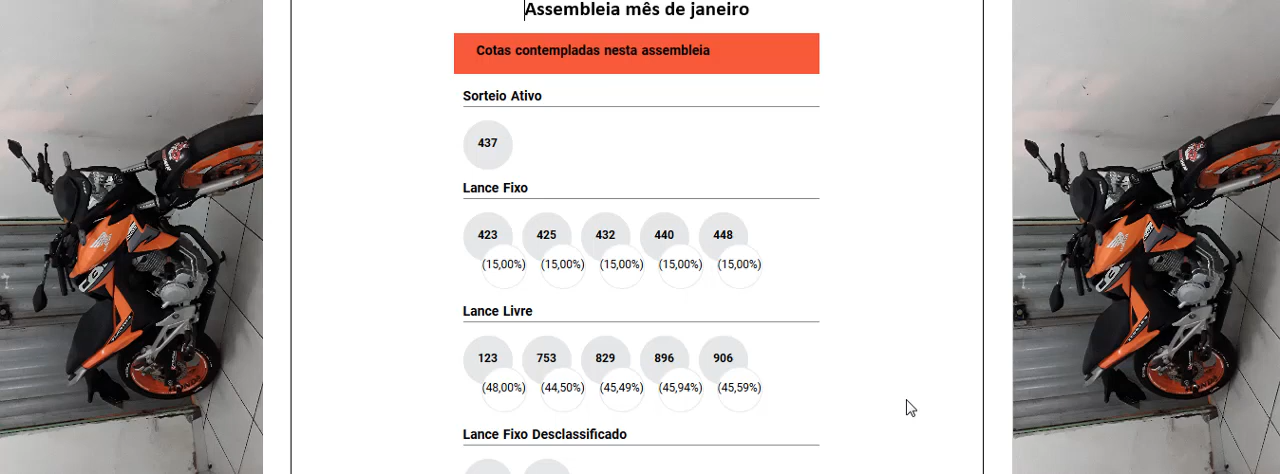 Assembleia mês de janeiro
Cotas contempladas nesta assembleia
Sorteio Ativo
437
Lance Fixo
423 425 432 440 448
(15,00%) (15,00%) (15,00%) (15,00%) (15,00%)
Lance Livre
123 753 829 896 906
(48,00%) (44,50%) (45,49%) (45,94%) (45,59%)
Lance Fixo Desclassificado